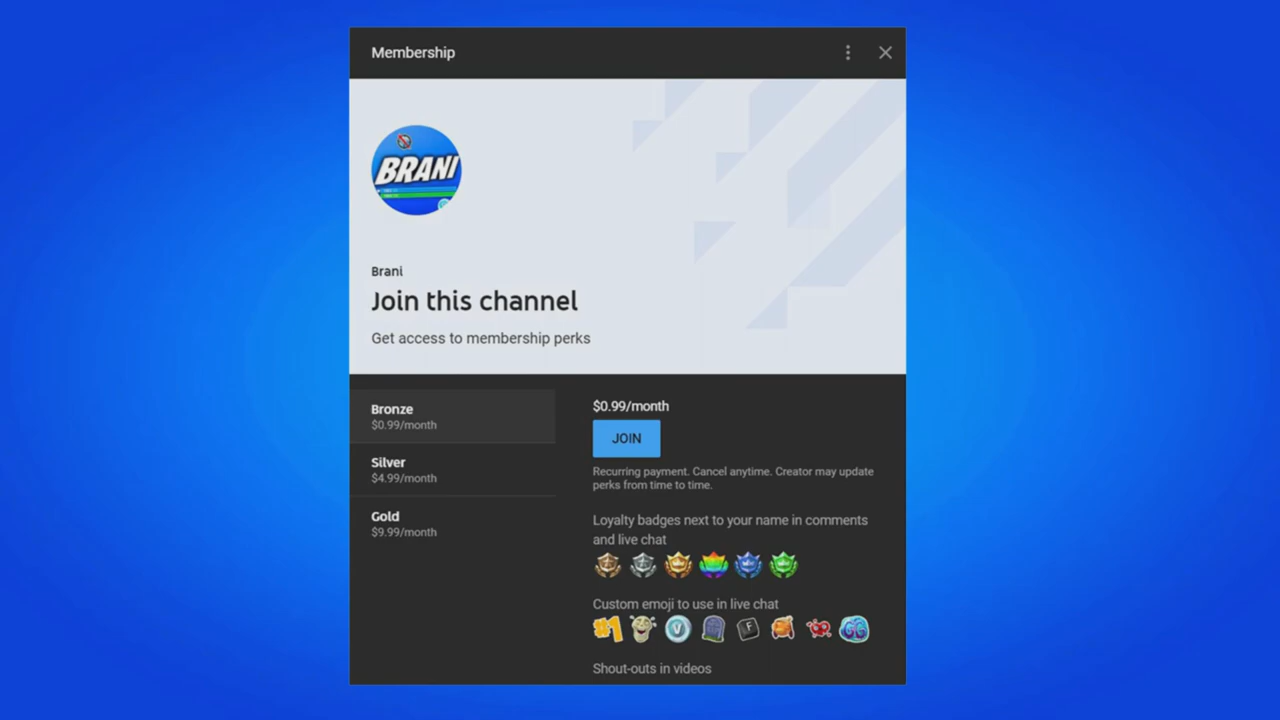 Membership
BRANI
Brani
Join this channel
Get access to membership perks
Bronze
$0.99/month
Silver
$4.99/month
Gold
$9.99/month
$0.99/month
JOIN
Recurring payment. Cancel anytime. Creator may update
perks from time to time.
Loyalty badges next to your name in comments
and live chat
Custom emoji to use in live chat
#1
V
F
GG
Shout-outs in videos